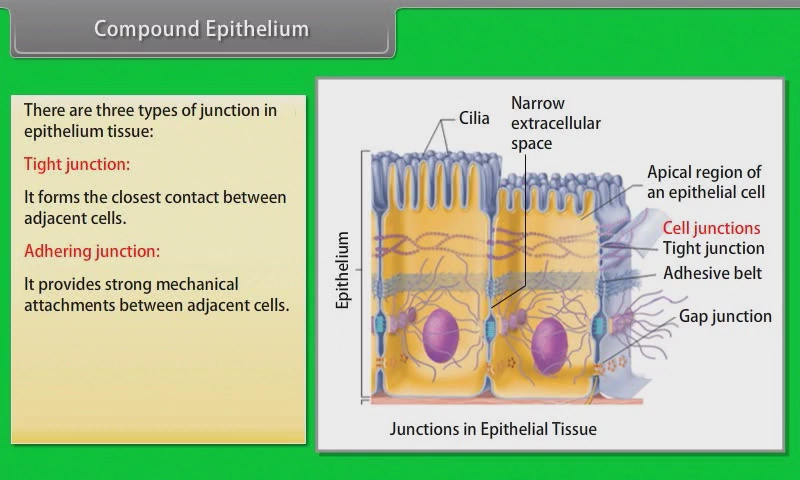 Compound Epithelium
There are three types of junction in
epithelium tissue:
Tight junction:
It forms the closest contact between
adjacent cells.
Adhering junction:
It provides strong mechanical
attachments between adjacent cells.
Cilia
Narrow
extracellular
space
Apical region of
an epithelial cell
Cell junctions
Tight junction
Adhesive belt
Gap junction
Epithelium
Junctions in Epithelial Tissue